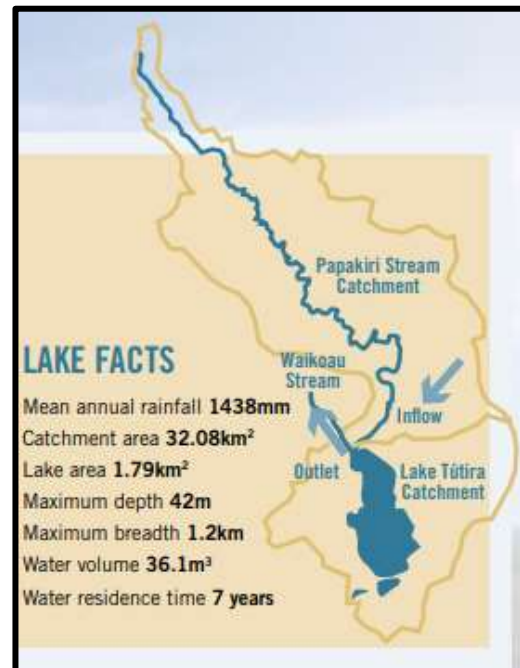 Papakiri Stream
Catchment
Waikoau
Stream
Inflow
Outlet
Lake Tútira
Catchment
LAKE FACTS
Mean annual rainfall 1438mm
Catchment area 32.08km²
Lake area 1.79km²
Maximum depth 42m
Maximum breadth 1.2km
Water volume 36.1m³
Water residence time 7 years